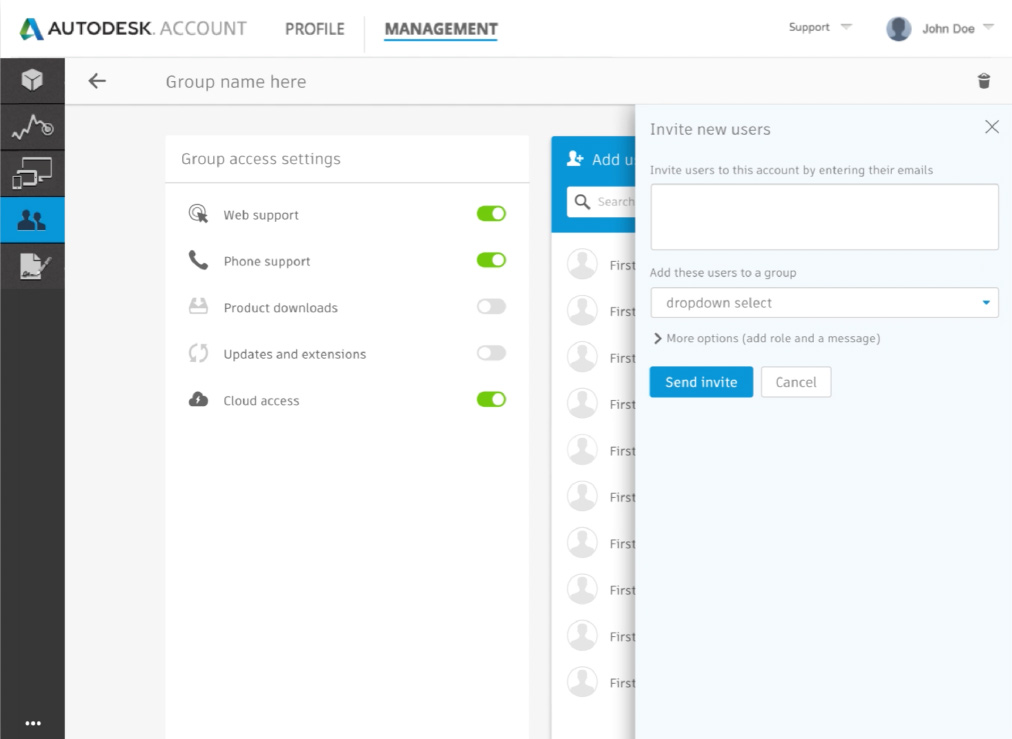 AUTODESK. ACCOUNT
PROFILE
MANAGEMENT
Support
John Doe
Group name here
Group access settings
Web support
Phone support
Product downloads
Updates and extensions
Cloud access
Add u
Search
First
First
First
First
First
First
First
First
First
First
Invite new users
Invite users to this account by entering their emails
Add these users to a group
dropdown select
More options (add role and a message)
Send invite
Cancel